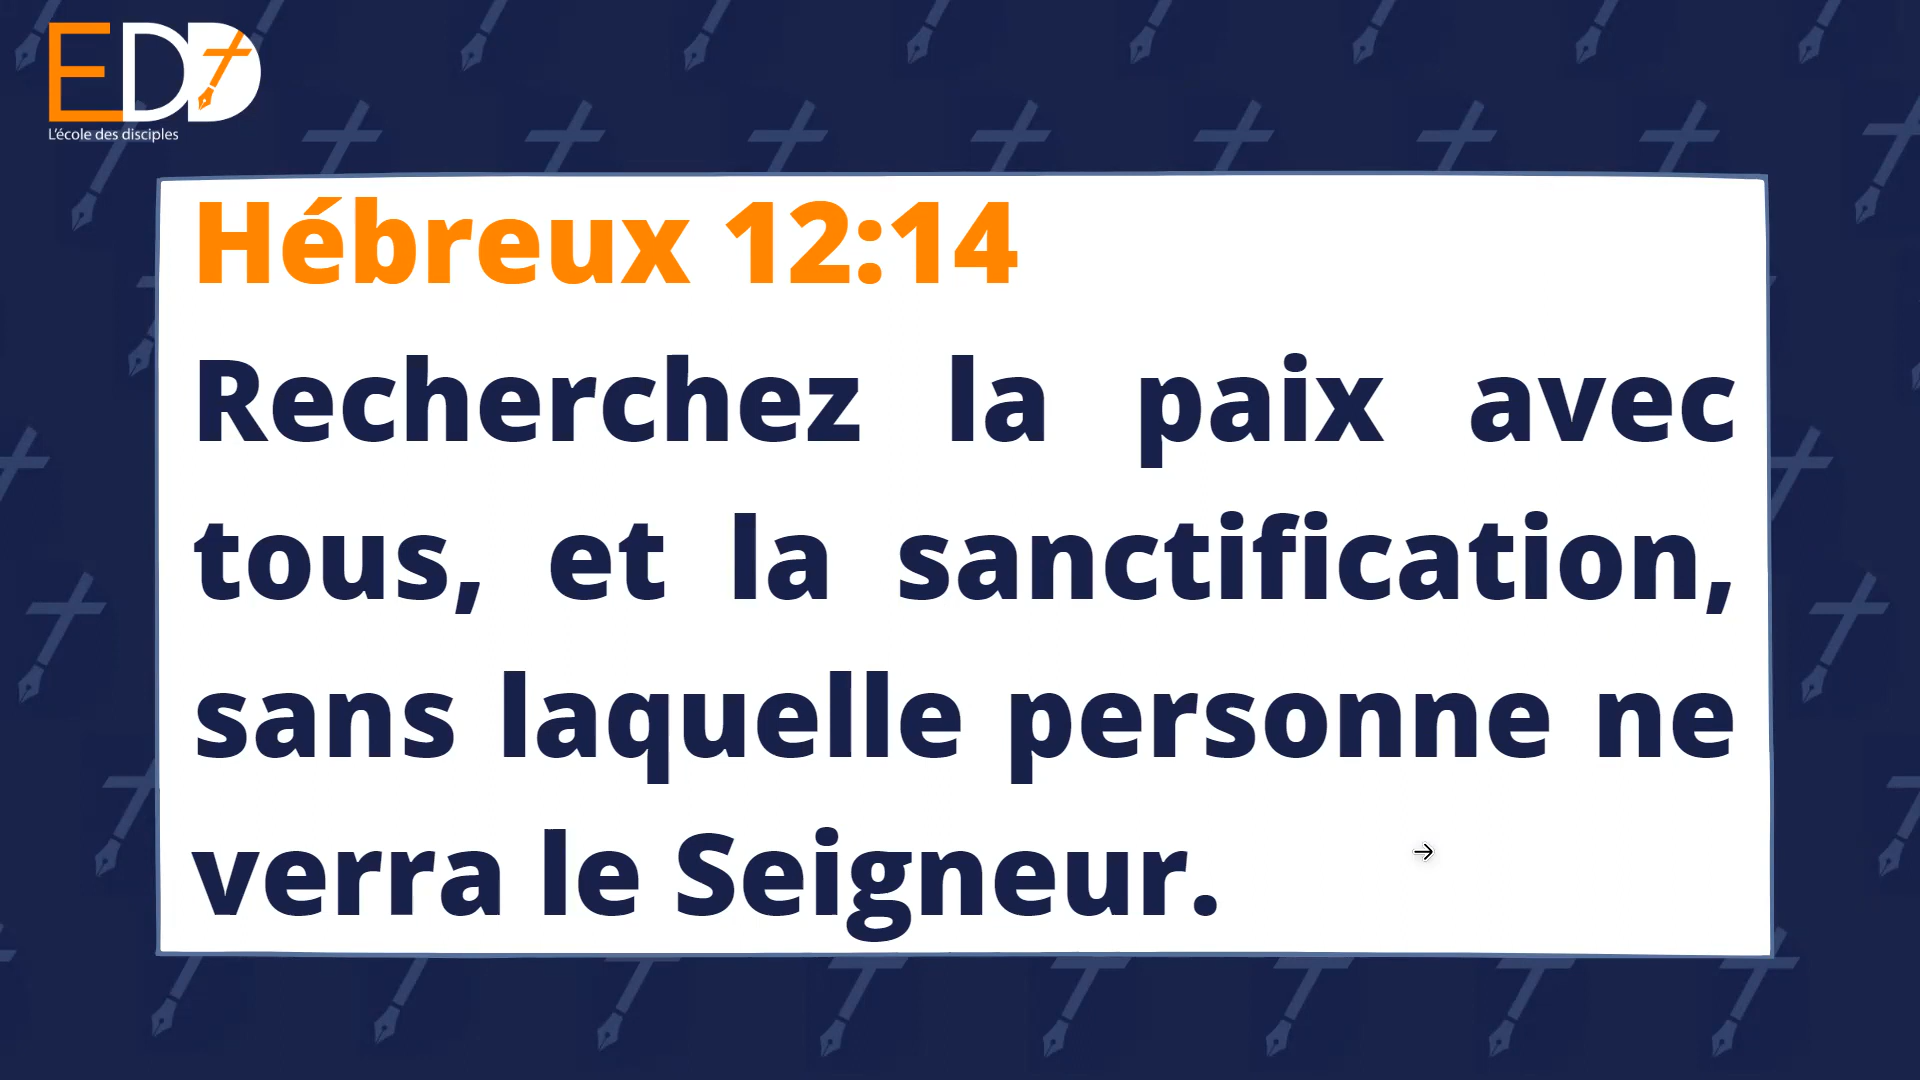 EDD
L'école des disciples
Hébreux 12:14
Recherchez la paix avec
tous, et la sanctification,
sans laquelle personne ne
verra le Seigneur.